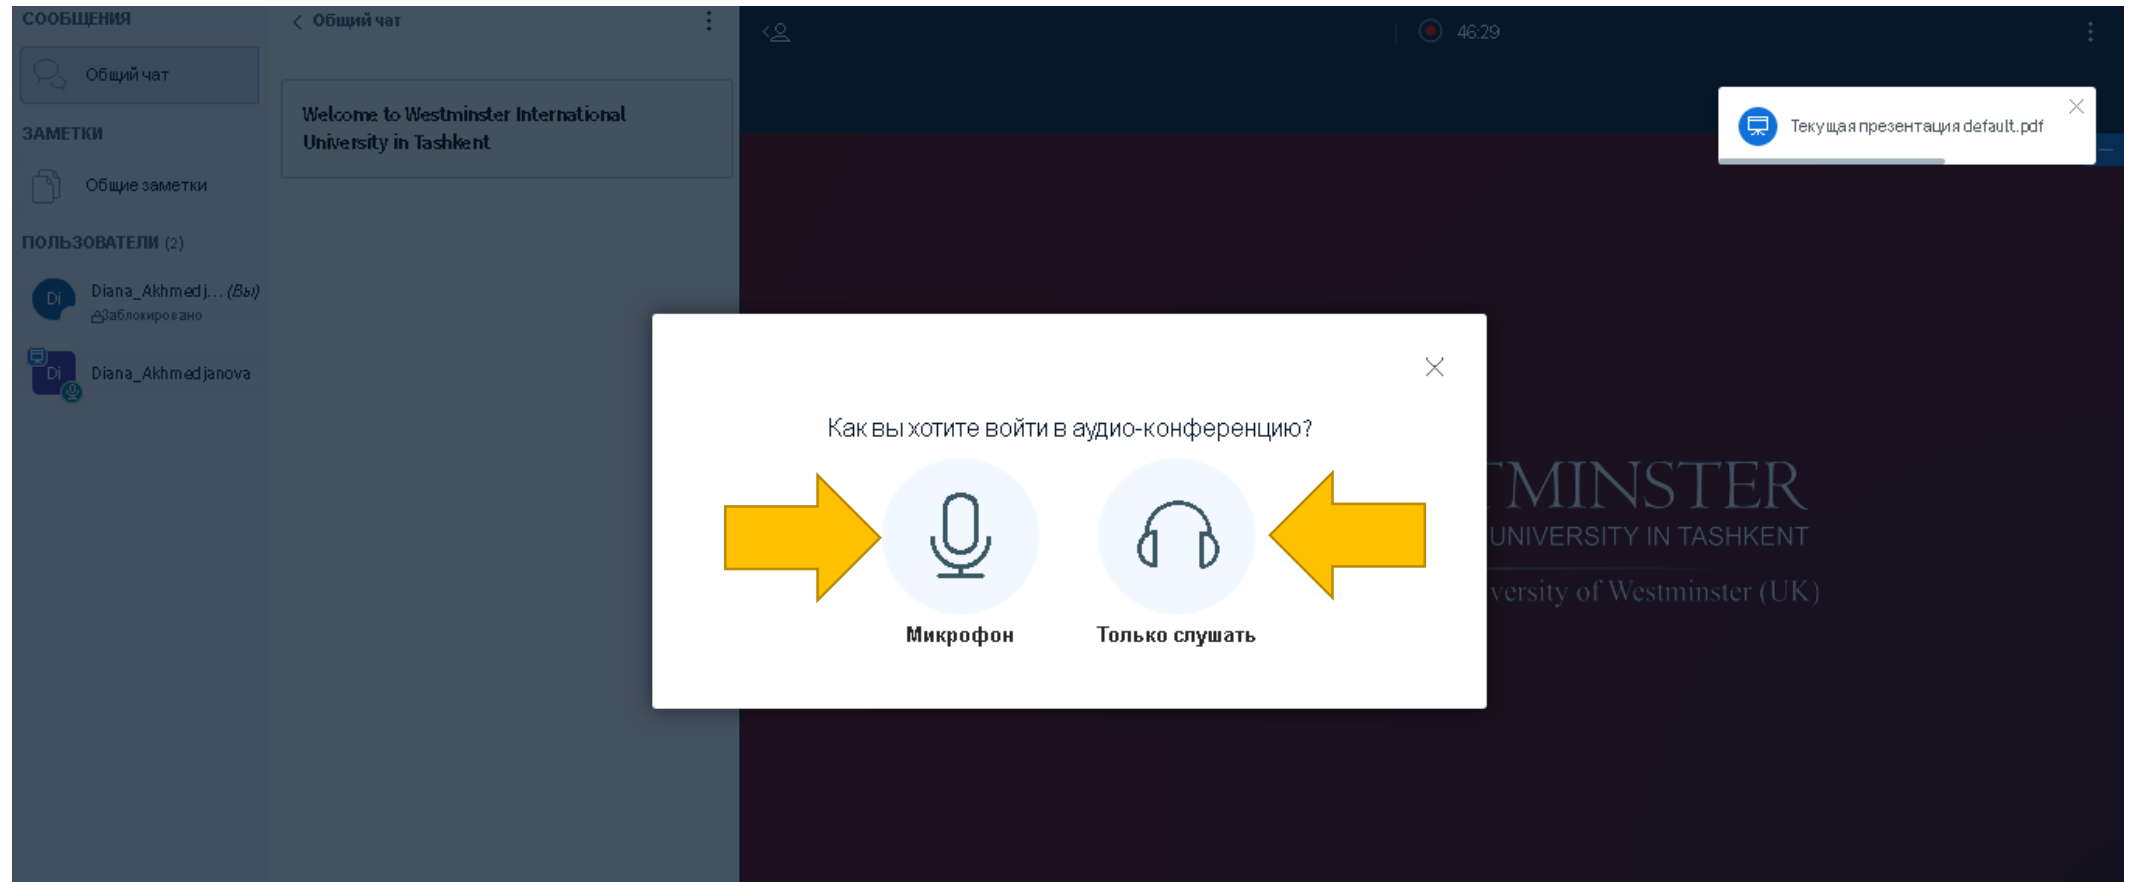 СООБЩЕНИЯ
Общий чат
ЗАМЕТКИ
Общие заметки
ПОЛЬЗОВАТЕЛИ (2)
Di
Diana_Akhmedj... (Вы)
Заблокировано
Di
Diana_Akhmedjanova
Общий чат
Welcome to Westminster International
University in Tashkent
46:29
Текущая презентация default.pdf
Как вы хотите войти в аудио-конференцию?
Микрофон
Только слушать
TMINSTER
UNIVERSITY IN TASHKENT
versity of Westminster (UK)